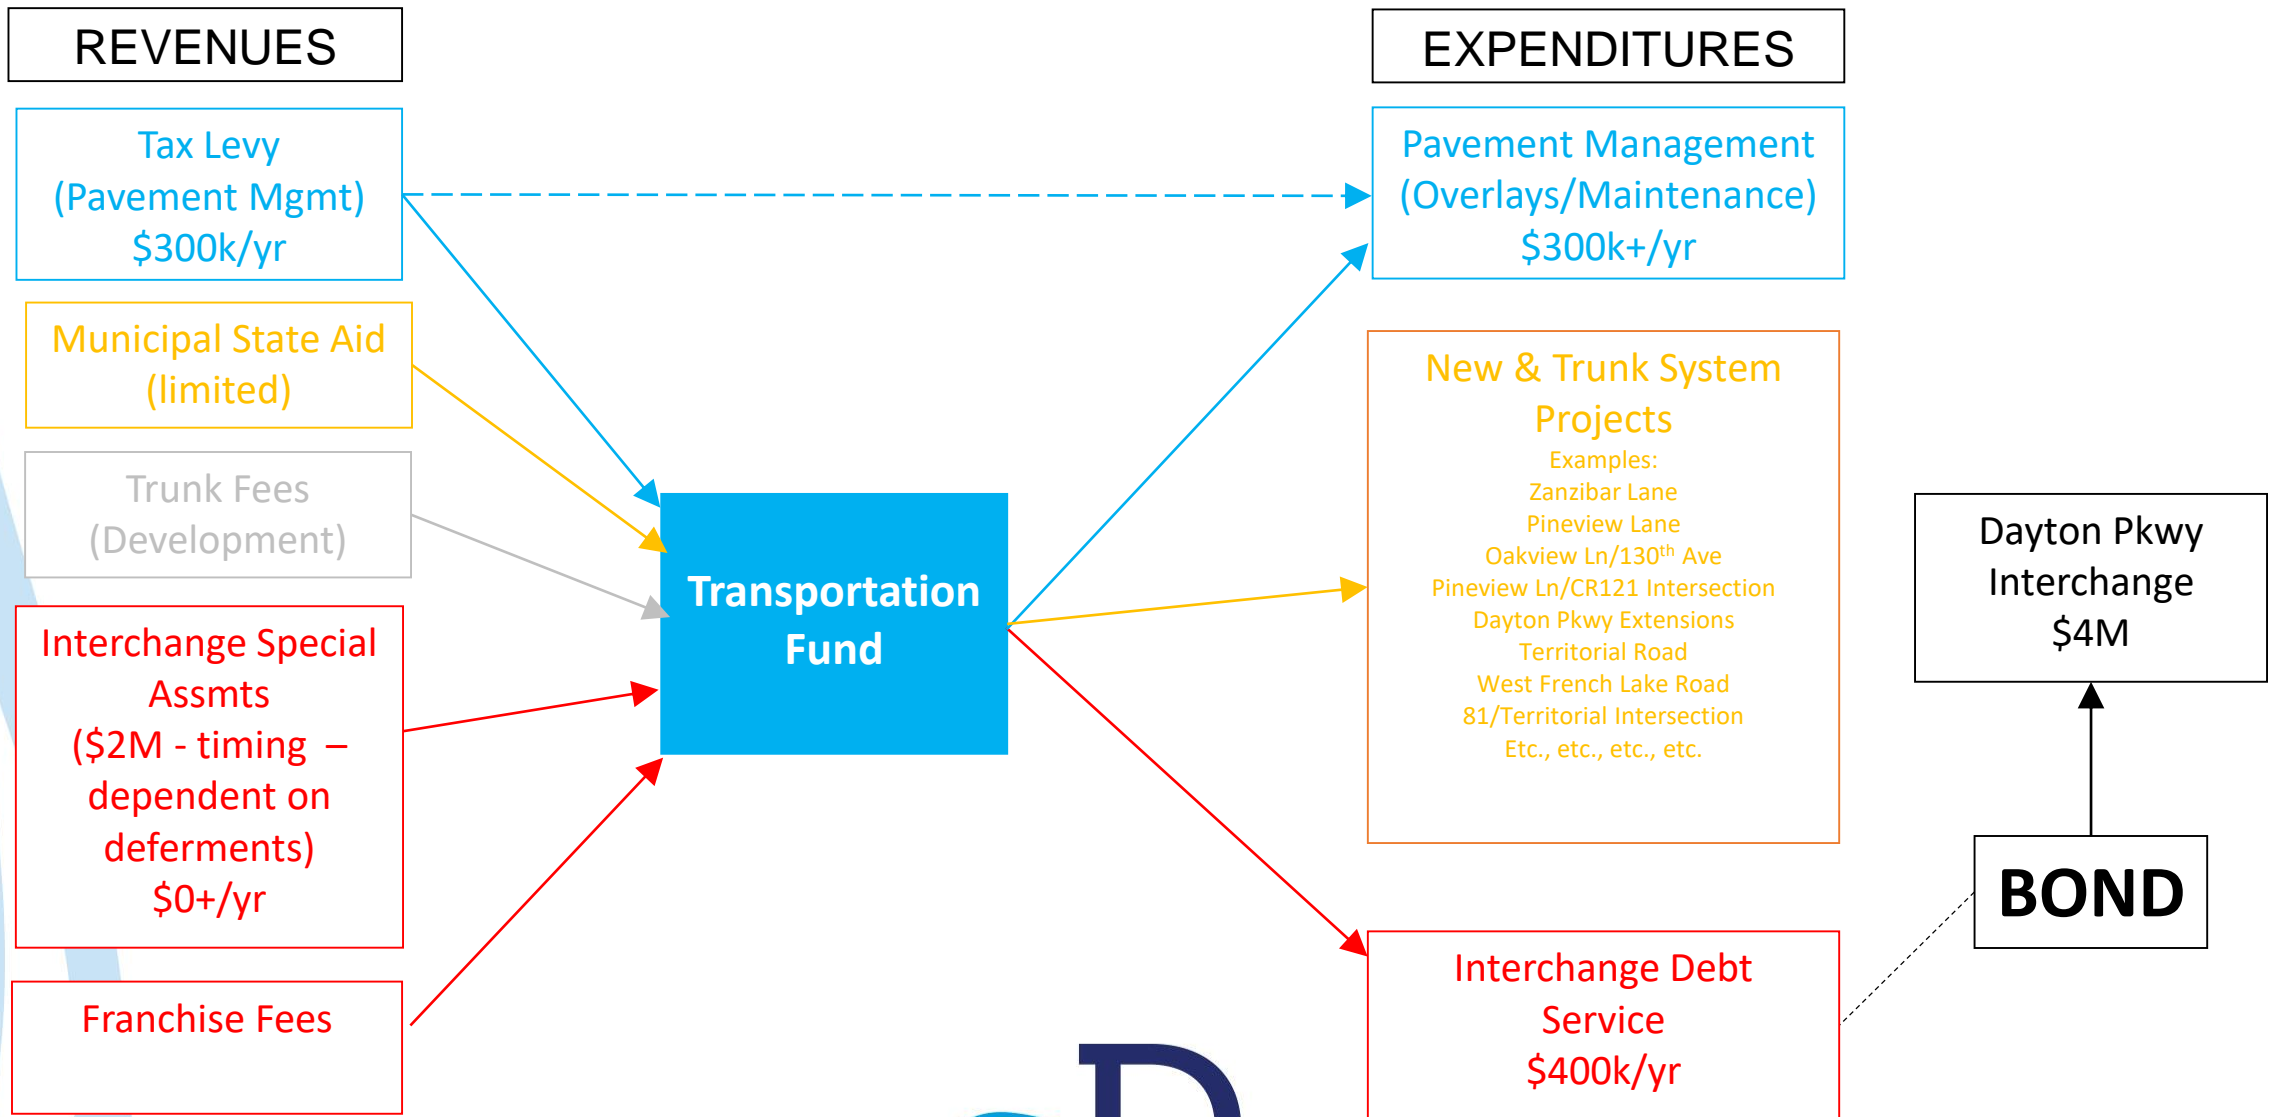 REVENUES
Tax Levy
(Pavement Mgmt)
$300k/yr
Municipal State Aid
(limited)
Trunk Fees
(Development)
Interchange Special
Assmts
($2M - timing –
dependent on
deferments)
$0+/yr
Franchise Fees
Transportation
Fund
EXPENDITURES
Pavement Management
(Overlays/Maintenance)
$300k+/yr
New & Trunk System
Projects
Examples:
Zanzibar Lane
Pineview Lane
Oakview Ln/130th Ave
Pineview Ln/CR121 Intersection
Dayton Pkwy Extensions
Territorial Road
West French Lake Road
81/Territorial Intersection
Etc., etc., etc., etc.
Interchange Debt
Service
$400k/yr
Dayton Pkwy
Interchange
$4M
BOND
D